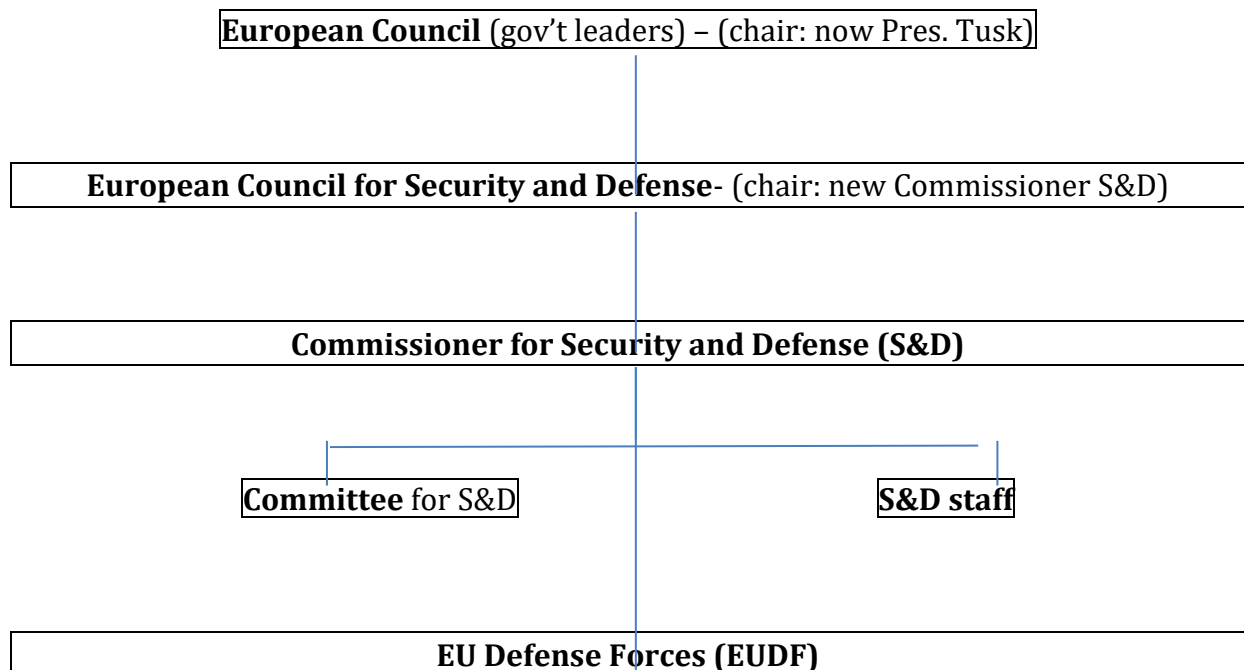 European Council (gov’t leaders) – (chair: now Pres. Tusk)
European Council for Security and Defense- (chair: new Commissioner S&D)
Commissioner for Security and Defense (S&D)
Committee for S&D
S&D staff
EU Defense Forces (EUDF)